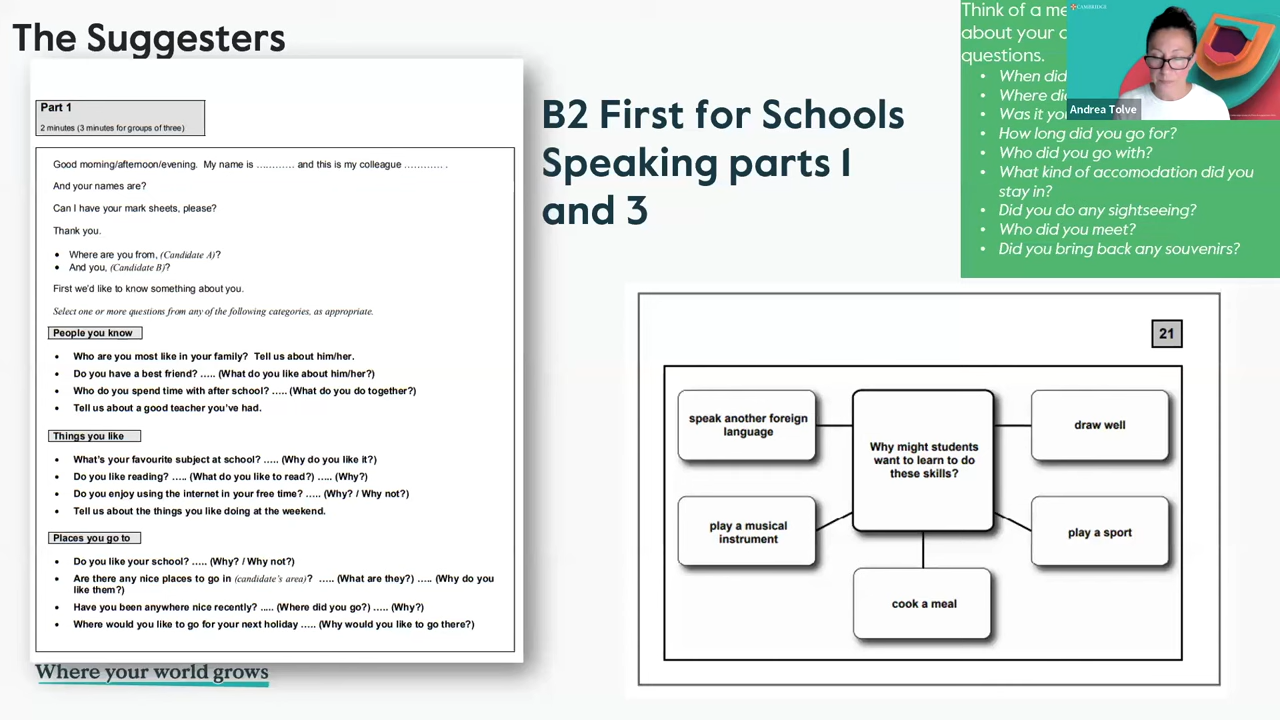 The Suggesters
Part 1
2 minutes (3 minutes for groups of three)
Good morning/afternoon/evening. My name is ………… and this is my colleague ………… .
And your names are?
Can I have your mark sheets, please?
Thank you.
• Where are you from, (Candidate A)?
• And you, (Candidate B)?
First we'd like to know something about you.
Select one or more questions from any of the following categories, as appropriate.
People you know
• Who are you most like in your family? Tell us about him/her.
• Do you have a best friend? ….. (What do you like about him/her?)
• Who do you spend time with after school? ….. (What do you do together?)
• Tell us about a good teacher you've had.
Things you like
• What's your favourite subject at school? ….. (Why do you like it?)
• Do you like reading? ….. (What do you like to read?) ….. (Why?)
• Do you enjoy using the internet in your free time? ….. (Why? / Why not?)
• Tell us about the things you like doing at the weekend.
Places you go to
• Do you like your school? ….. (Why? / Why not?)
• Are there any nice places to go in (candidate's area)? ….. (What are they?) ….. (Why do you
like them?)
• Have you been anywhere nice recently? ..... (Where did you go?) ….. (Why?)
• Where would you like to go for your next holiday ….. (Why would you like to go there?)
Where your world grows
B2 First for Schools
Speaking parts 1
and 3
Think of a me
about your
questions.
• When did
• Where di
• Was it yo
• How long did you go for?
• Who did you go with?
• What kind of accomodation did you
stay in?
• Did you do any sightseeing?
• Who did you meet?
• Did you bring back any souvenirs?
CAMBRIDGE
Andrea Tolve
21
speak another foreign
language
Why might students
want to learn to do
these skills?
draw well
play a musical
instrument
play a sport
cook a meal